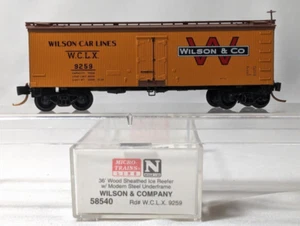 WILSON CAR LINES
W.C.L.X.
9259
WILSON & CO
MICRO-
TRAINS
LINE
N
36' Wood Sheathed Ice Reefer
w/ Modern Steel Underframe
WILSON & COMPANY
58540
Rd# W.C.L.X. 9259